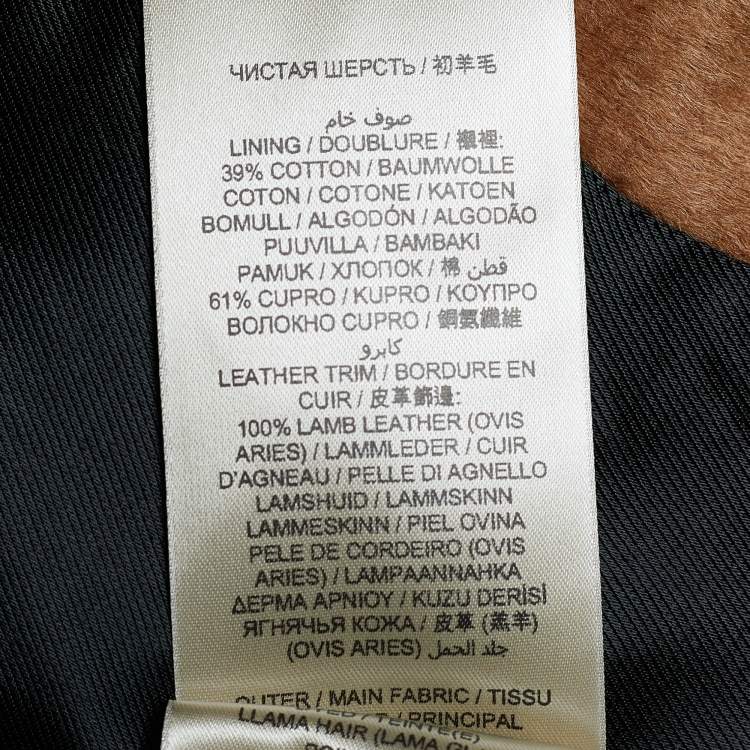 ЧИСТАЯ ШЕРСТЬ / 初羊毛
صوف خام
LINING / DOUBLURE / 襯裡:
39% COTTON / BAUMWOLLE
COTON / COTONE / KATOEN
BOMULL / ALGODÓN / ALGODÃO
PUUVILLA / BAMBAKI
PAMUK / ХЛОПОК / 棉 قطن
61% CUPRO / KUPRO / ΚΟΥΠΡΟ
ВОЛОКНО CUPRO / 銅氨纖維
كابرو
LEATHER TRIM / BORDURE EN
CUIR / 皮革飾邊:
100% LAMB LEATHER (OVIS
ARIES) / LAMMLEDER / CUIR
D'AGNEAU / PELLE DI AGNELLO
LAMSHUID / LAMMSKINN
LAMMESKINN / PIEL OVINA
PELE DE CORDEIRO (OVIS
ARIES) / LAMPAANNAHKA
ΔΕΡΜΑ ΑΡΝΙΟΥ / KUZU DERİSİ
ЯГНЯЧЬЯ КОЖА / 皮革 (羔羊)
(OVIS ARIES) جلد الحمل
OUTER / MAIN FABRIC / TISSU
/ PRINCIPAL
LLAMA HAIR (LAMA